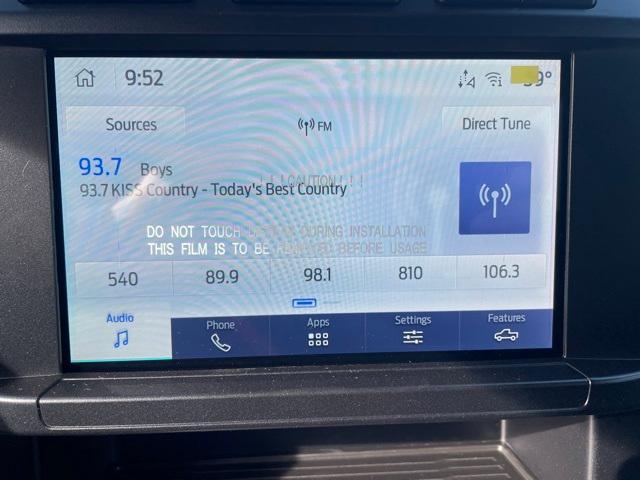 9:52
Sources
FM
Direct Tune
93.7 Boys
93.7 KISS Country - Today's Best Country
! ! !CAUTION! ! !
DO NOT TOUCH DURING INSTALLATION
THIS FILM IS TO BE REMOVED BEFORE USAGE
540 89.9 98.1 810 106.3
Audio Phone Apps Settings Features